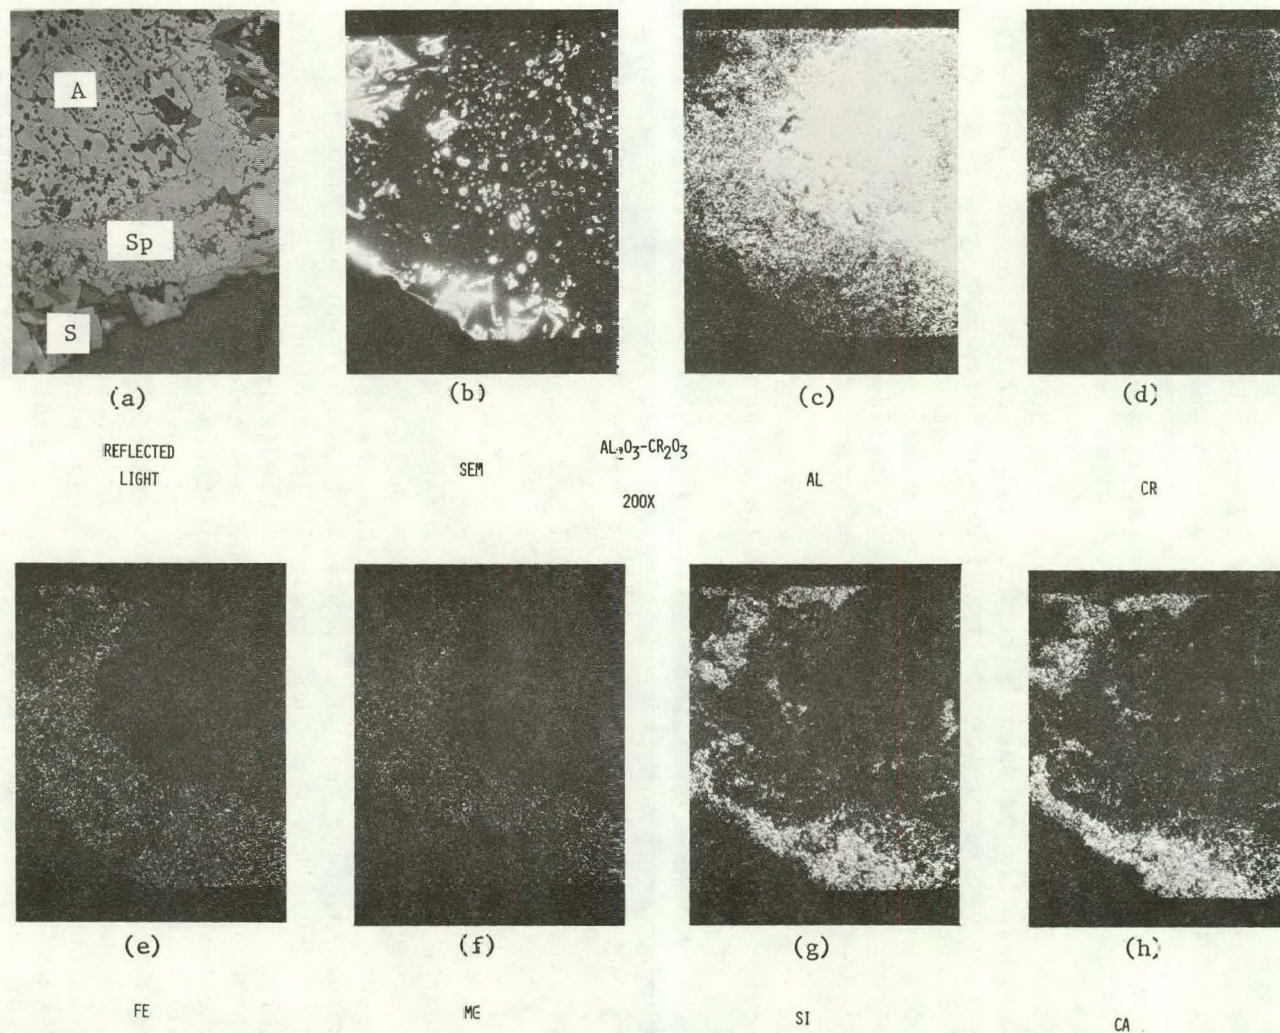 A
Sp
S
(a)
(b)
(c)
(d)
REFLECTED
LIGHT
SEM
AL2O3-CR2O3
200X
AL
CR
(e)
(f)
(g)
(h)
FE
MG
SI
CA